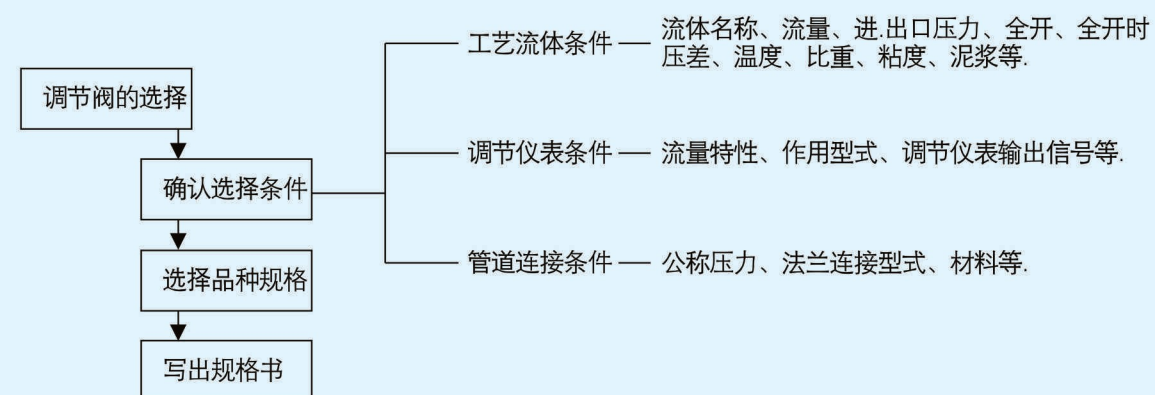 调节阀的选择
确认选择条件
选择品种规格
写出规格书
工艺流体条件
流体名称、流量、进.出口压力、全开、全开时
压差、温度、比重、粘度、泥浆等.
调节仪表条件
流量特性、作用型式、调节仪表输出信号等.
管道连接条件
公称压力、法兰连接型式、材料等.